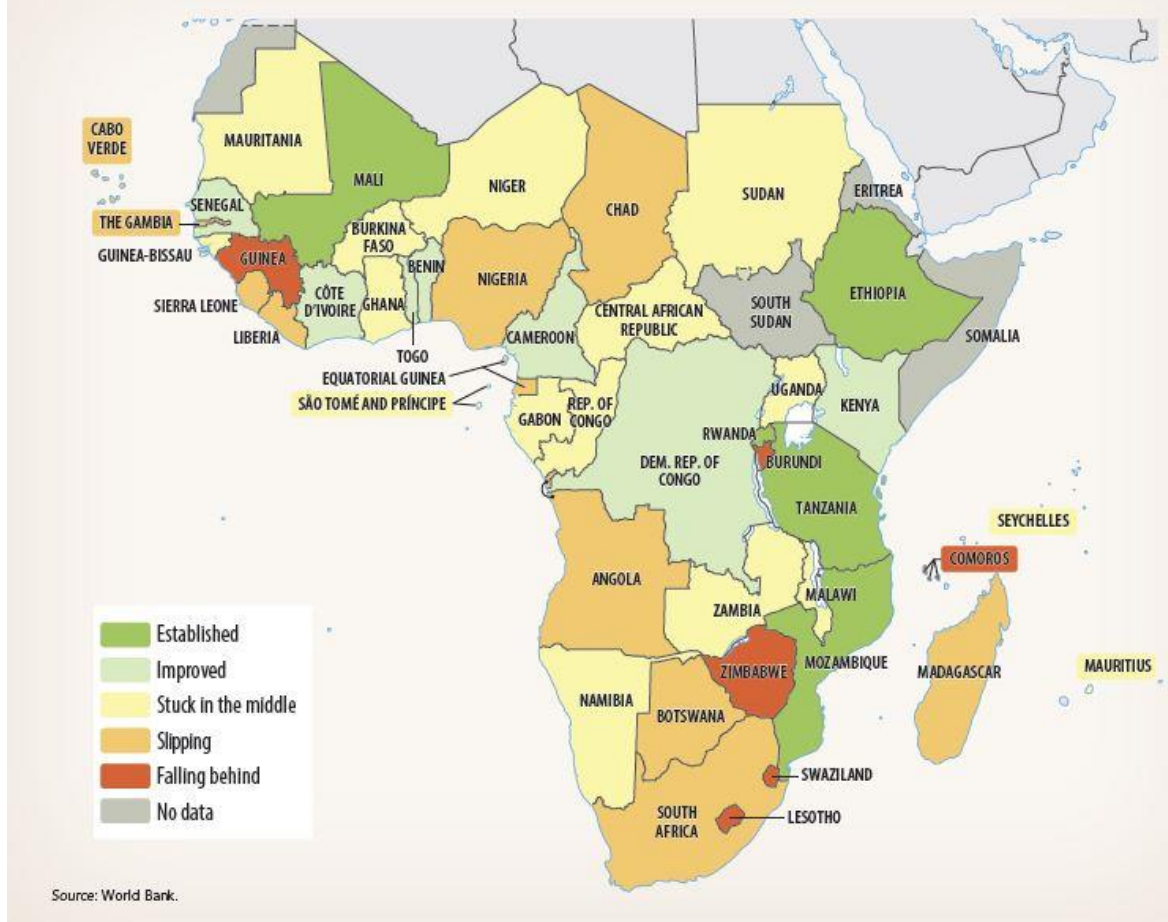 CABO
VERDE
MAURITANIA
MALI
NIGER
CHAD
SUDAN
ERITREA
SENEGAL
THE GAMBIA
GUINEA-BISSAU
GUINEA
BURKINA
FASO
BENIN
NIGERIA
SIERRA LEONE
CÔTE
D'IVOIRE
GHANA
LIBERIA
TOGO
CAMEROON
CENTRAL AFRICAN
REPUBLIC
SOUTH
SUDAN
ETHIOPIA
SOMALIA
EQUATORIAL GUINEA
SÃO TOMÉ AND PRÍNCIPE
GABON
REP. OF
CONGO
UGANDA
KENYA
RWANDA
BURUNDI
DEM. REP. OF
CONGO
TANZANIA
SEYCHELLES
COMOROS
ANGOLA
ZAMBIA
MALAWI
MOZAMBIQUE
ZIMBABWE
MADAGASCAR
MAURITIUS
NAMIBIA
BOTSWANA
SWAZILAND
SOUTH
AFRICA
LESOTHO
Established
Improved
Stuck in the middle
Slipping
Falling behind
No data
Source: World Bank.